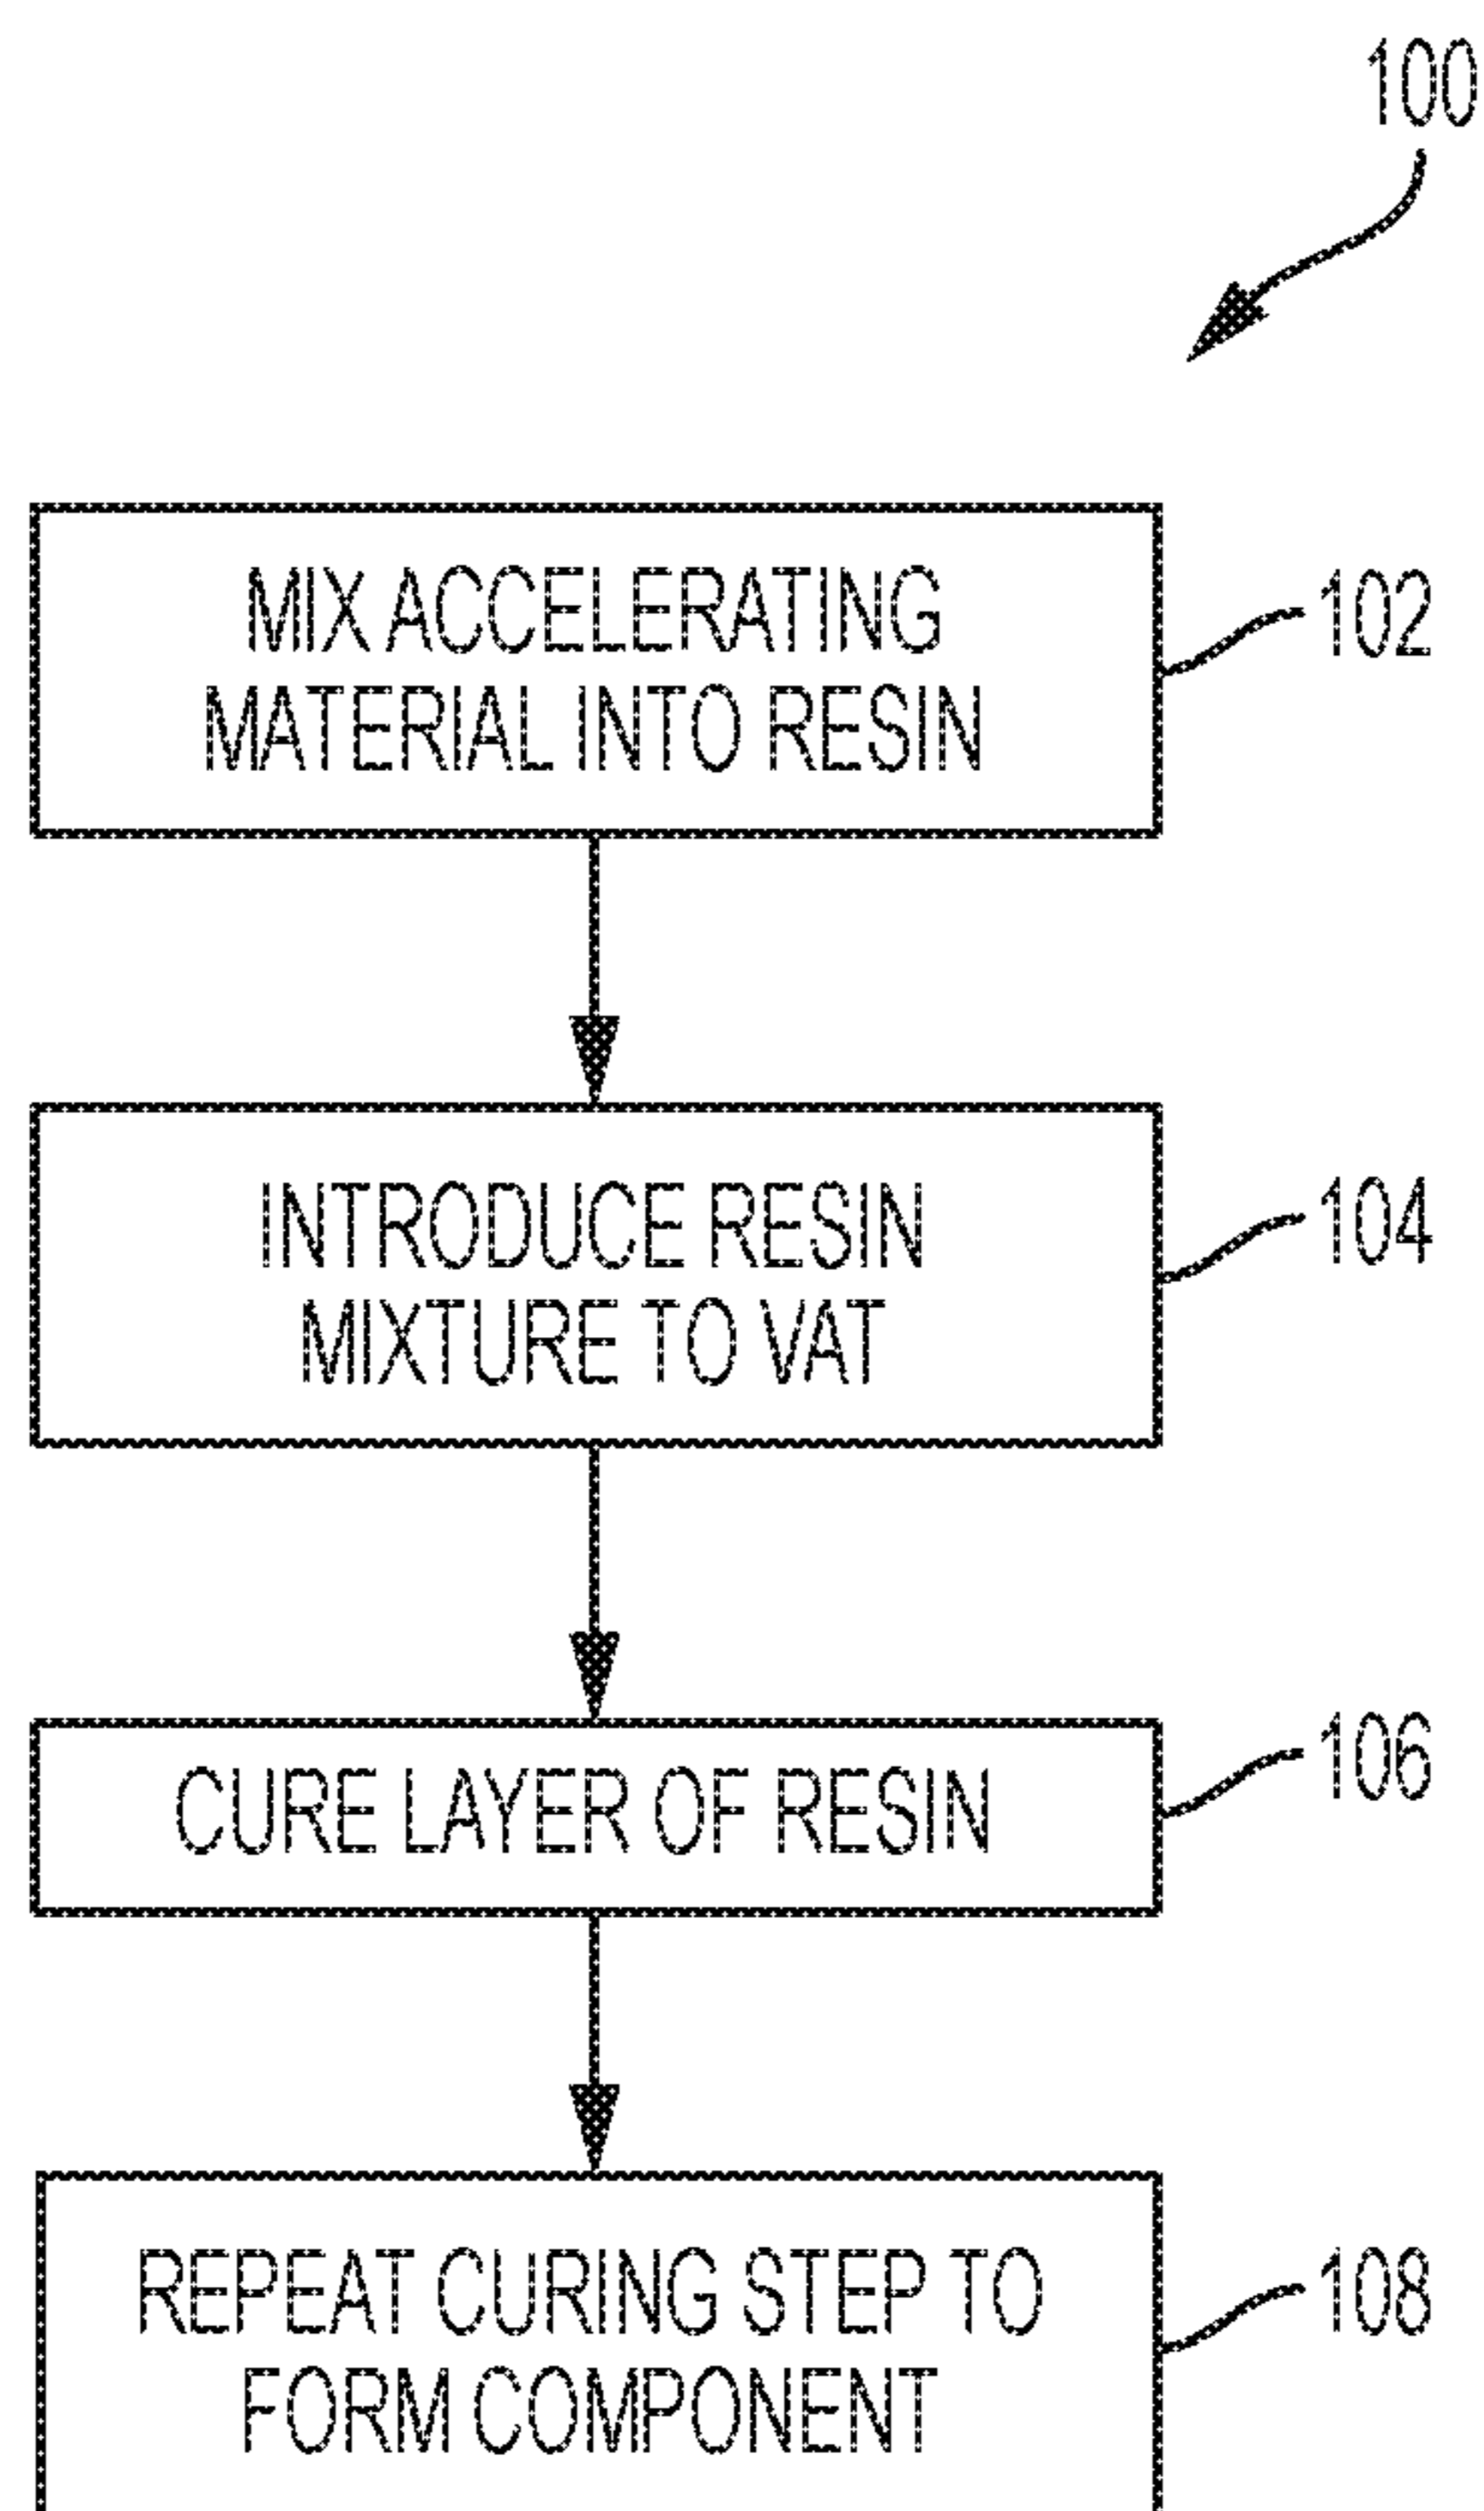 100
MIX ACCELERATING
MATERIAL INTO RESIN
102
INTRODUCE RESIN
MIXTURE TO VAT
104
CURE LAYER OF RESIN
106
REPEAT CURING STEP TO
FORM COMPONENT
108